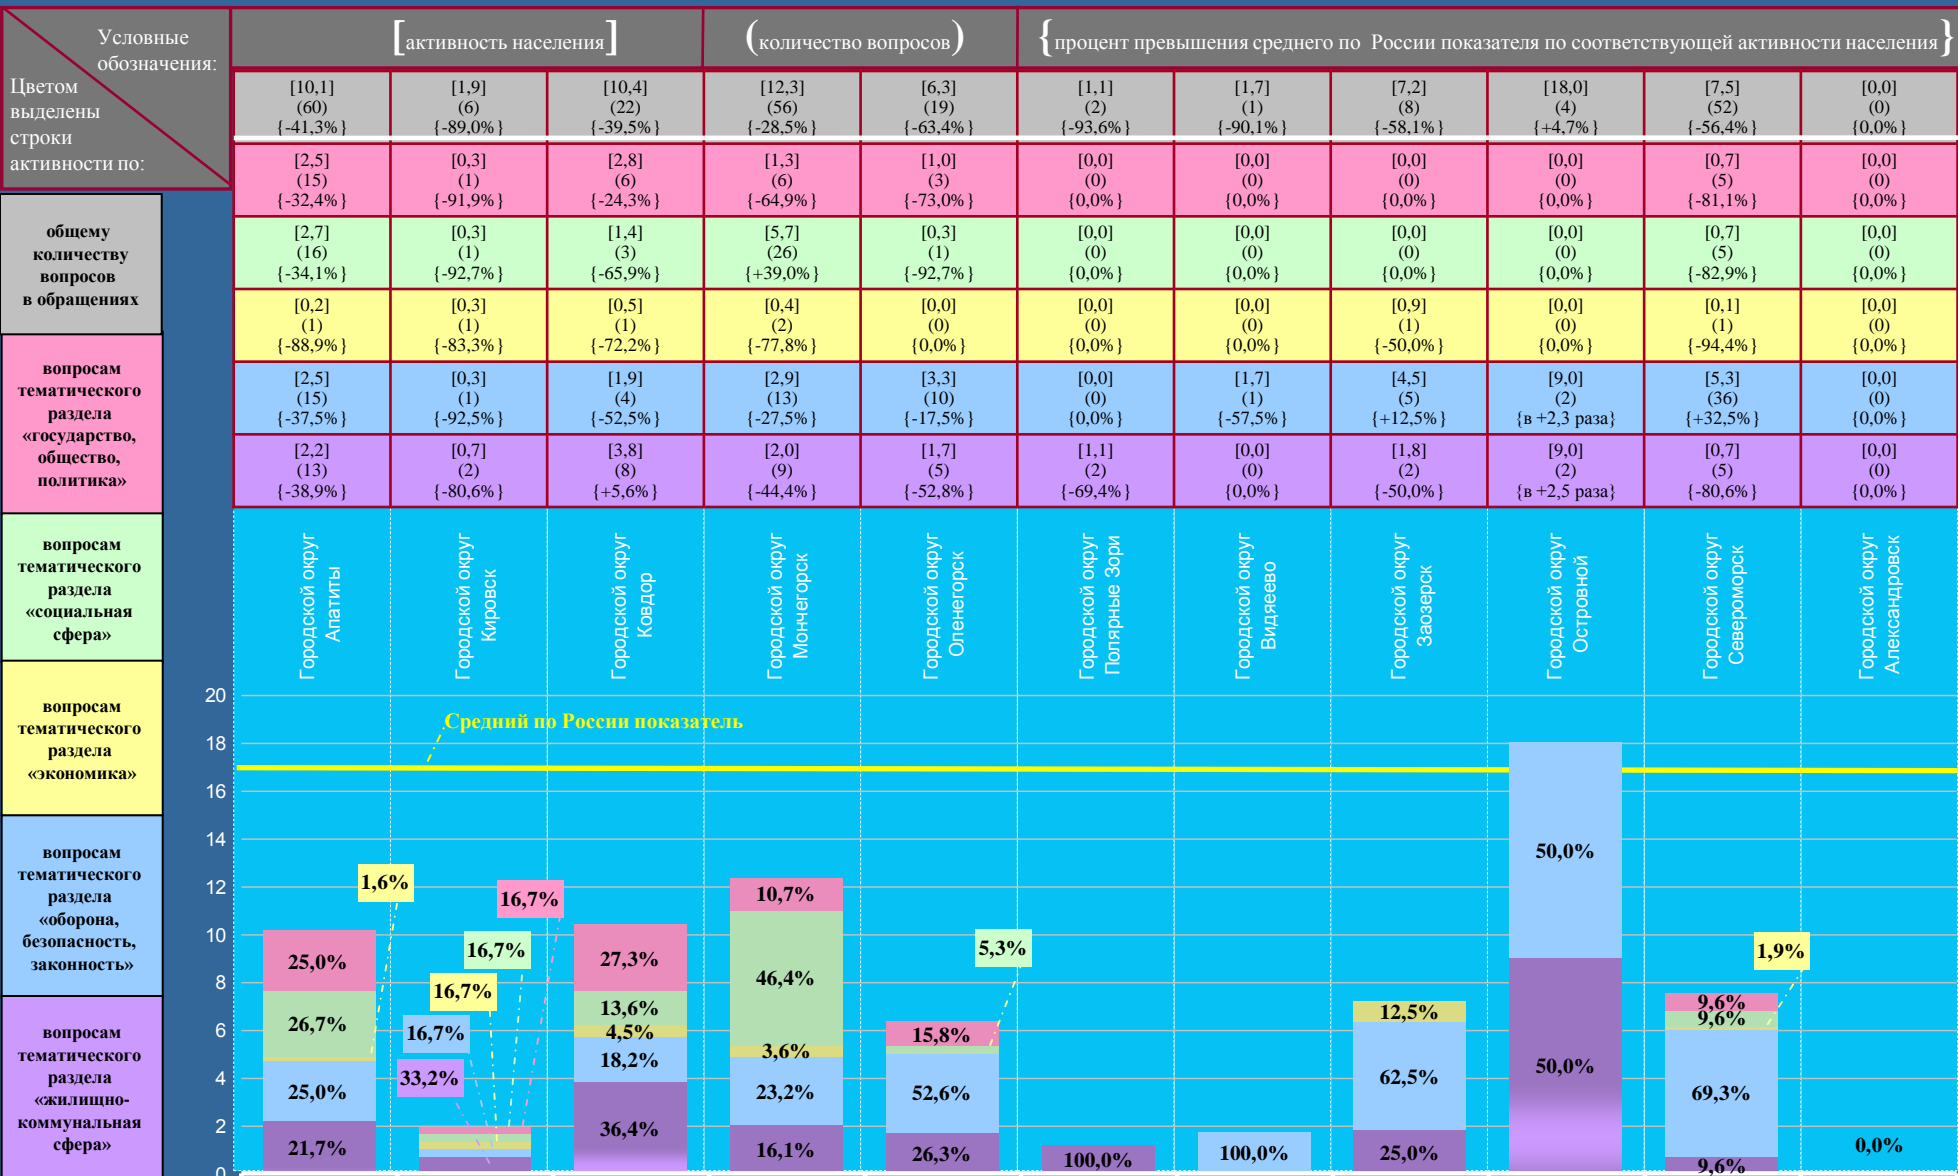 Условные
обозначения:
Цветом
выделены
строки
активности по:
[активность населения]
(количество вопросов)
{процент превышения среднего по России показателя по соответствующей активности населения}
[10,1] [1,9] [10,4] [12,3] [6,3] [1,1] [1,7] [7,2] [18,0] [7,5] [0,0]
(60) (6) (22) (56) (19) (2) (1) (8) (4) (52) (0)
{-41,3%} {-89,0%} {-39,5%} {-28,5%} {-63,4%} {-93,6%} {-90,1%} {-58,1%} {+4,7%} {-56,4%} {0,0%}
[2,5] [0,3] [2,8] [1,3] [1,0] [0,0] [0,0] [0,0] [0,0] [0,7] [0,0]
(15) (1) (6) (6) (3) (0) (0) (0) (0) (5) (0)
{-32,4%} {-91,9%} {-24,3%} {-64,9%} {-73,0%} {0,0%} {0,0%} {0,0%} {0,0%} {-81,1%} {0,0%}
[2,7] [0,3] [1,4] [5,7] [0,3] [0,0] [0,0] [0,0] [0,0] [0,7] [0,0]
(16) (1) (3) (26) (1) (0) (0) (0) (0) (5) (0)
{-34,1%} {-92,7%} {-65,9%} {+39,0%} {-92,7%} {0,0%} {0,0%} {0,0%} {0,0%} {-82,9%} {0,0%}
[0,2] [0,3] [0,5] [0,4] [0,0] [0,0] [0,0] [0,9] [0,0] [0,1] [0,0]
(1) (1) (1) (2) (0) (0) (0) (1) (0) (1) (0)
{-88,9%} {-83,3%} {-72,2%} {-77,8%} {0,0%} {0,0%} {0,0%} {-50,0%} {0,0%} {-94,4%} {0,0%}
[2,5] [0,3] [1,9] [2,9] [3,3] [0,0] [1,7] [4,5] [9,0] [5,3] [0,0]
(15) (1) (4) (13) (10) (0) (1) (5) (2) (36) (0)
{-37,5%} {-92,5%} {-52,5%} {-27,5%} {-17,5%} {0,0%} {-57,5%} {+12,5%} {в +2,3 раза} {+32,5%} {0,0%}
[2,2] [0,7] [3,8] [2,0] [1,7] [1,1] [0,0] [1,8] [9,0] [0,7] [0,0]
(13) (2) (8) (9) (5) (2) (0) (2) (2) (5) (0)
{-38,9%} {-80,6%} {+5,6%} {-44,4%} {-52,8%} {-69,4%} {0,0%} {-50,0%} {в +2,5 раза} {-80,6%} {0,0%}
общему
количеству
вопросов
в обращениях
вопросам
тематического
раздела
«государство,
общество,
политика»
вопросам
тематического
раздела
«социальная
сфера»
вопросам
тематического
раздела
«экономика»
вопросам
тематического
раздела
«оборона,
безопасность,
законность»
вопросам
тематического
раздела
«жилищно-
коммунальная
сфера»
Городской округ
Апатиты
Городской округ
Кировск
Городской округ
Ковдор
Городской округ
Мончегорск
Городской округ
Оленегорск
Городской округ
Полярные Зори
Городской округ
Видяеево
Городской округ
Заозерск
Городской округ
Островной
Городской округ
Североморск
Городской округ
Александровск
20
18
16
14
12
10
8
6
4
2
0
Средний по России показатель
1,6%
25,0%
26,7%
25,0%
21,7%
16,7%
16,7%
16,7%
16,7%
33,2%
27,3%
13,6%
4,5%
18,2%
36,4%
10,7%
46,4%
3,6%
23,2%
16,1%
5,3%
15,8%
52,6%
26,3%
100,0%
100,0%
12,5%
62,5%
25,0%
50,0%
50,0%
1,9%
9,6%
9,6%
69,3%
9,6%
0,0%